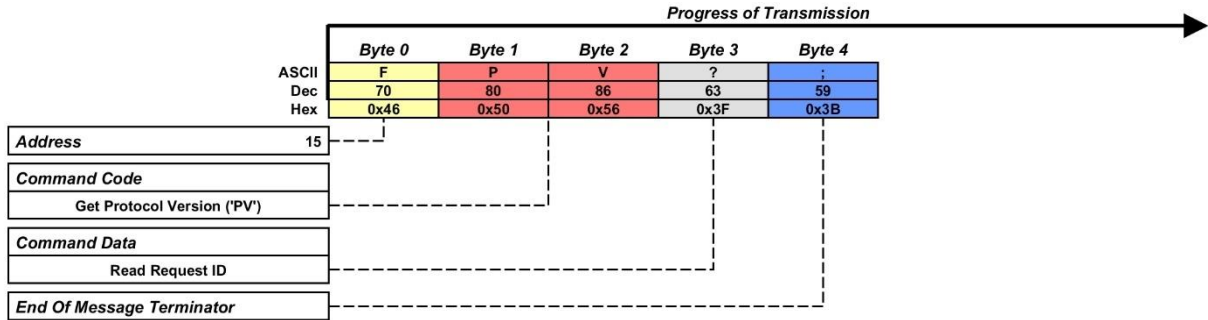 Progress of Transmission
Byte 0 Byte 1 Byte 2 Byte 3 Byte 4
ASCII F P V ? ;
Dec 70 80 86 63 59
Hex 0x46 0x50 0x56 0x3F 0x3B
Address 15
Command Code
Get Protocol Version ('PV')
Command Data
Read Request ID
End Of Message Terminator